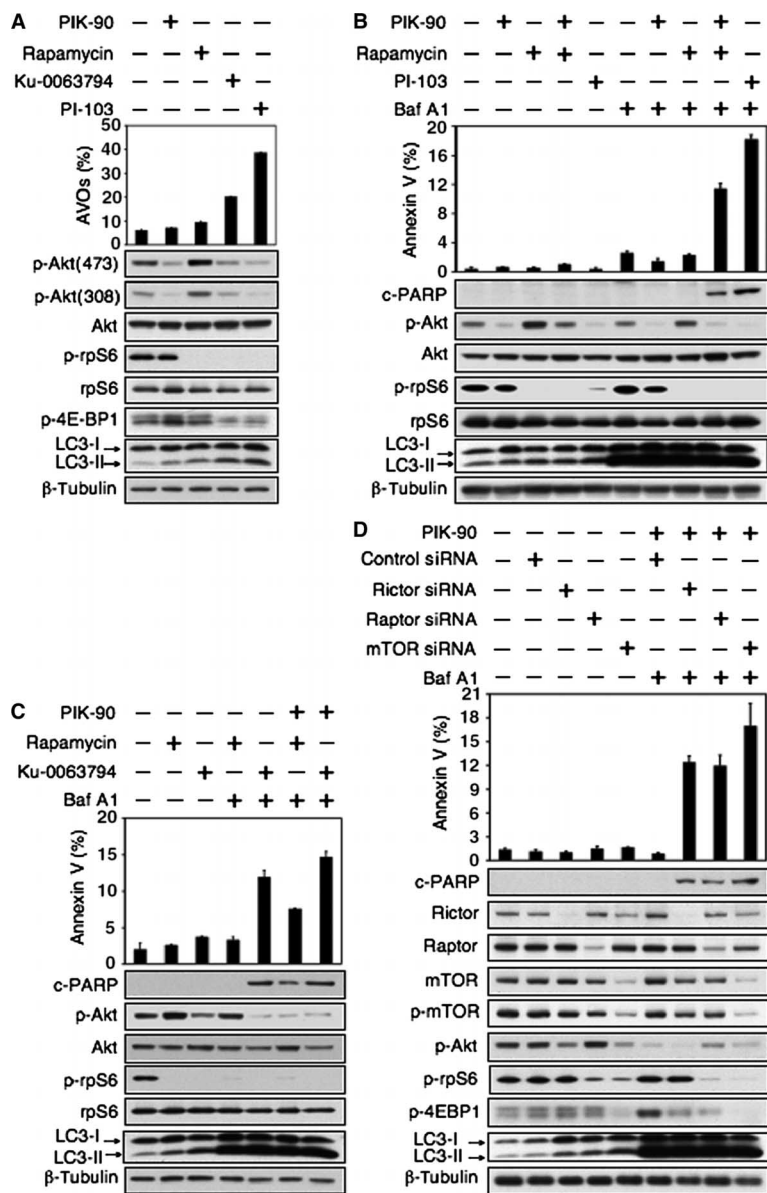 A
PIK-90 – + – – –
Rapamycin – – + – –
Ku-0063794 – – – + –
PI-103 – – – – +
AVOs (%)
50
40
30
20
10
0
p-Akt(473)
p-Akt(308)
Akt
p-rpS6
rpS6
p-4E-BP1
LC3-I
LC3-II
β-Tubulin
B
PIK-90 – + – + – – + – + –
Rapamycin – – + + – – – + + –
PI-103 – – – – + – – – – +
Baf A1 – – – – – + + + + +
Annexin V (%)
20
16
12
8
4
0
c-PARP
p-Akt
Akt
p-rpS6
rpS6
LC3-I
LC3-II
β-Tubulin
C
PIK-90 – – – – – + +
Rapamycin – + – + – + –
Ku-0063794 – – + – + – +
Baf A1 – – – + + + +
Annexin V (%)
20
15
10
5
0
c-PARP
p-Akt
Akt
p-rpS6
rpS6
LC3-I
LC3-II
β-Tubulin
D
PIK-90 – – – – – + + + +
Control siRNA – + – – – + – – –
Rictor siRNA – – + – – – + – –
Raptor siRNA – – – + – – – + –
mTOR siRNA – – – – + – – – +
Baf A1 – – – – – + + + +
Annexin V (%)
21
18
15
12
9
6
3
0
c-PARP
Rictor
Raptor
mTOR
p-mTOR
p-Akt
p-rpS6
p-4EBP1
LC3-I
LC3-II
β-Tubulin